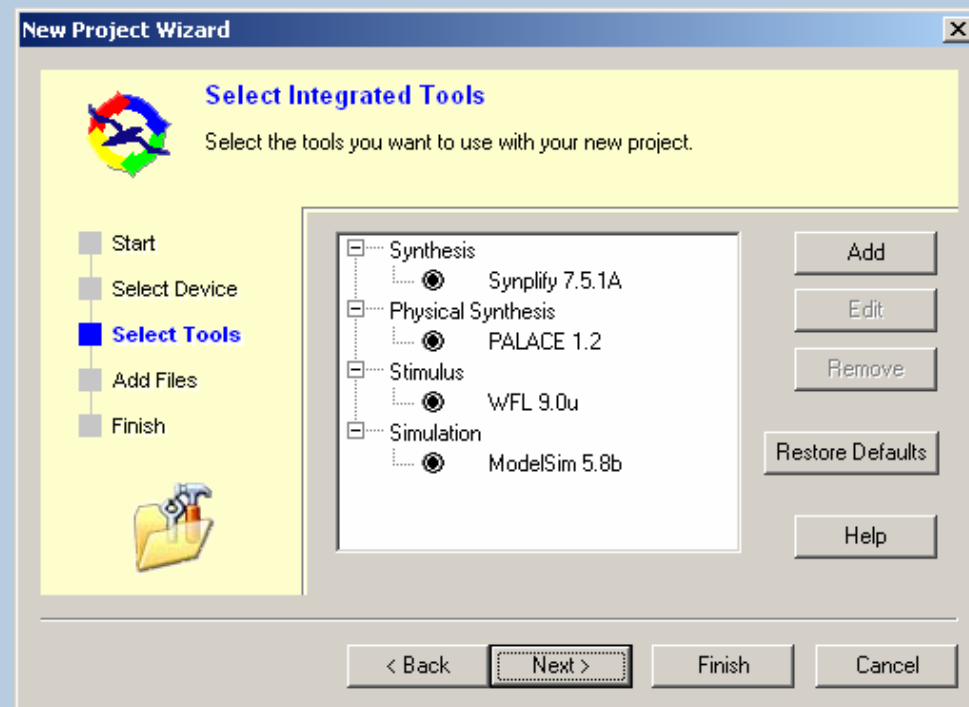 New Project Wizard
Select Integrated Tools
Select the tools you want to use with your new project.
Start
Select Device
Select Tools
Add Files
Finish
Synthesis
Synplify 7.5.1A
Physical Synthesis
PALACE 1.2
Stimulus
WFL 9.0u
Simulation
ModelSim 5.8b
Add
Edit
Remove
Restore Defaults
Help
< Back
Next >
Finish
Cancel